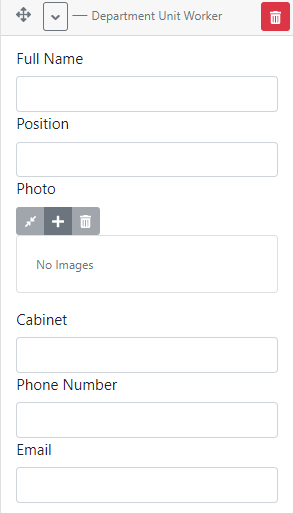 — Department Unit Worker
Full Name
Position
Photo
No Images
Cabinet
Phone Number
Email